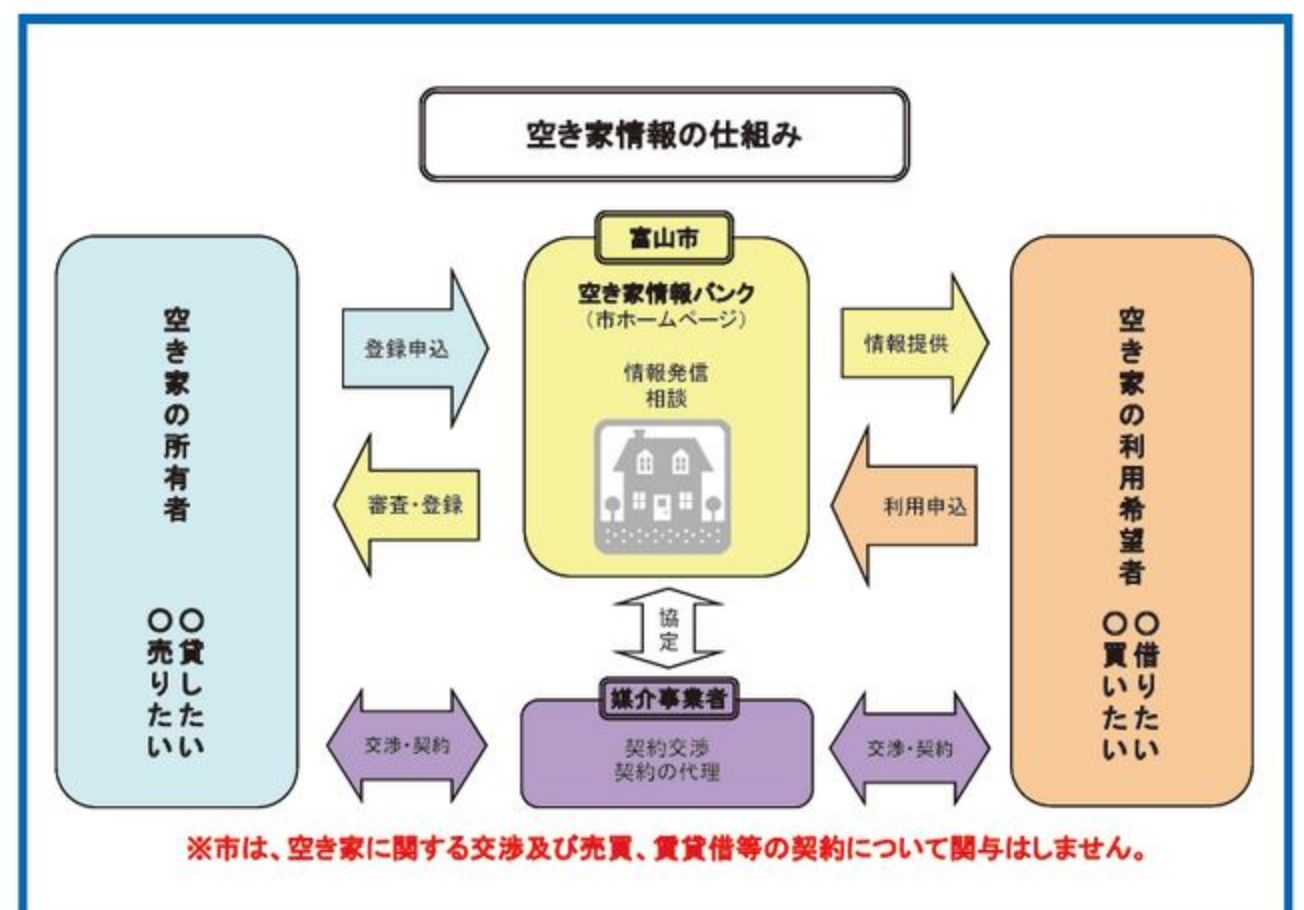 空き家情報の仕組み
空き家の所有者
〇貸したい
〇売りたい
登録申込
審査・登録
富山市
空き家情報バンク
（市ホームページ）
情報発信
相談
情報提供
利用申込
空き家の利用希望者
〇借りたい
〇買いたい
協定
媒介事業者
契約交渉
契約の代理
交渉・契約
交渉・契約
※市は、空き家に関する交渉及び売買、賃貸借等の契約について関与はしません。